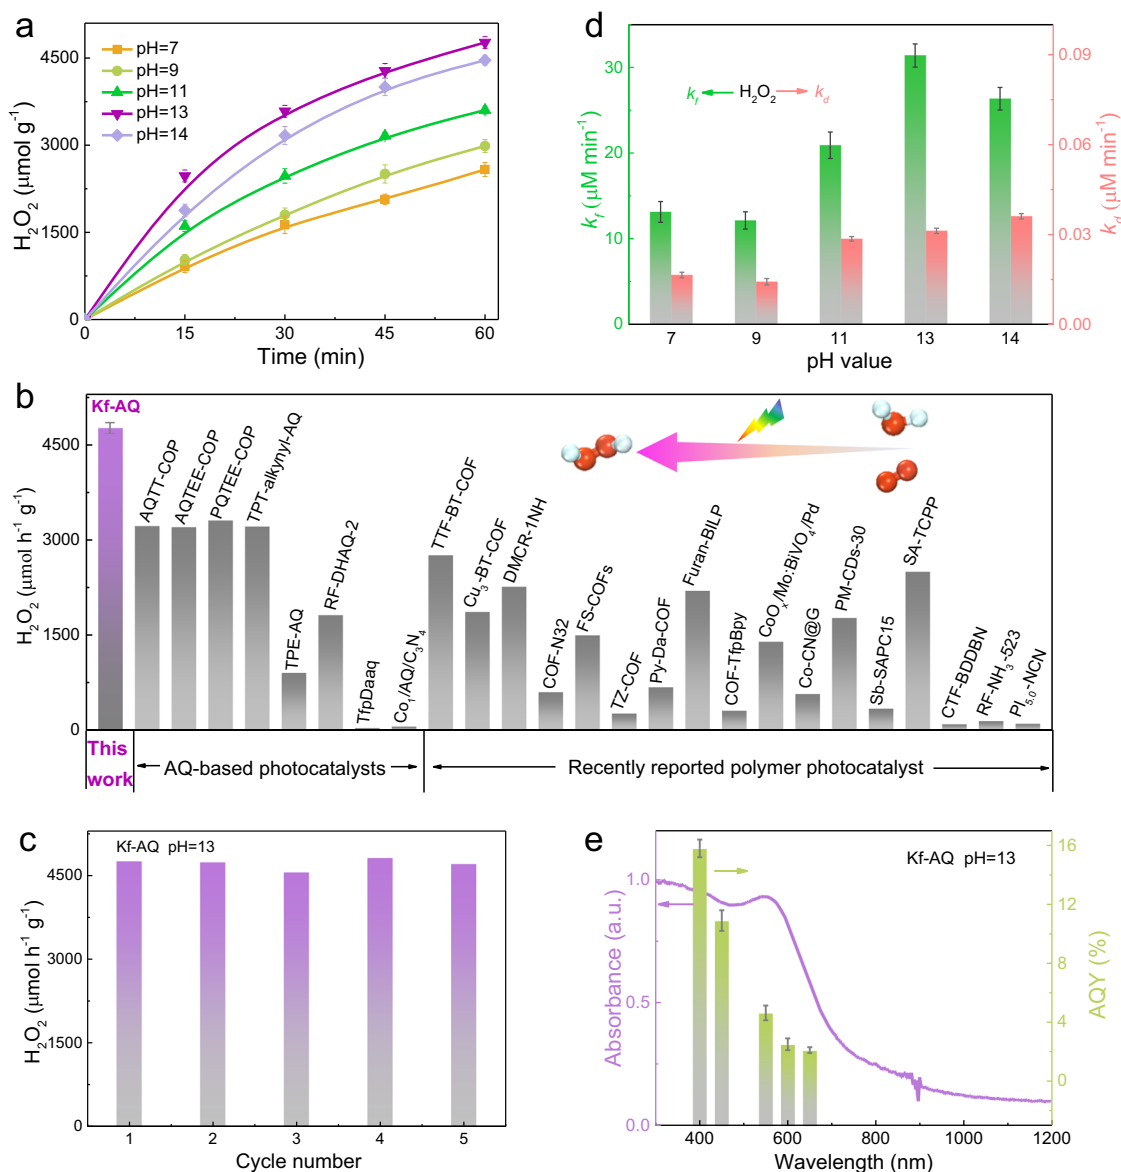 a
H₂O₂ (μmol g⁻¹)
4500
3000
1500
0
pH=7
pH=9
pH=11
pH=13
pH=14
0
15
30
45
60
Time (min)
d
k_f (μM min⁻¹)
30
20
10
0
k_f
H₂O₂
k_d
0.09
0.06
0.03
0.00
k_d (μM min⁻¹)
7
9
11
13
14
pH value
b
H₂O₂ (μmol h⁻¹ g⁻¹)
4500
3000
1500
0
Kf-AQ
AQTT-COP
AQTEE-COP
PQTEE-COP
TPT-alkynyl-AQ
TPE-AQ
RF-DHAQ-2
TfpDaaq
Co₁/AQ/C₃N₄
TTF-BT-COF
Cu₃-BT-COF
DMCR-1NH
COF-N32
FS-COFs
TZ-COF
Py-Da-COF
Furan-BILP
COF-TfpBpy
CoOₓ/Mo:BiVO₄/Pd
Co-CN@G
PM-CDs-30
Sb-SAPC15
SA-TCPP
CTF-BDDBN
RF-NH₃-523
PI₅.₀-NCN
This
work
AQ-based photocatalysts
Recently reported polymer photocatalyst
c
H₂O₂ (μmol h⁻¹ g⁻¹)
4500
3000
1500
0
Kf-AQ pH=13
1
2
3
4
5
Cycle number
e
Absorbance (a.u.)
1.0
0.5
0.0
Kf-AQ pH=13
16
12
8
4
0
AQY (%)
400
600
800
1000
1200
Wavelength (nm)